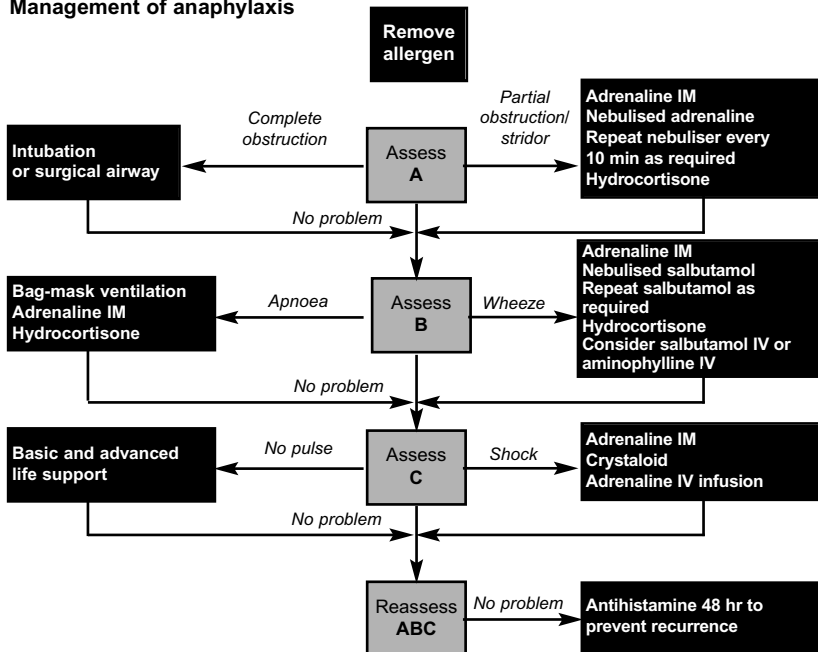 Management of anaphylaxis
Remove
allergen
Complete
obstruction
Partial
obstruction/
stridor
Intubation
or surgical airway
Assess
A
Adrenaline IM
Nebulised adrenaline
Repeat nebuliser every
10 min as required
Hydrocortisone
No problem
Bag-mask ventilation
Adrenaline IM
Hydrocortisone
Apnoea
Assess
B
Wheeze
Adrenaline IM
Nebulised salbutamol
Repeat salbutamol as
required
Hydrocortisone
Consider salbutamol IV or
aminophylline IV
No problem
Basic and advanced
life support
No pulse
Assess
C
Shock
Adrenaline IM
Crystaloid
Adrenaline IV infusion
No problem
Reassess
ABC
No problem
Antihistamine 48 hr to
prevent recurrence